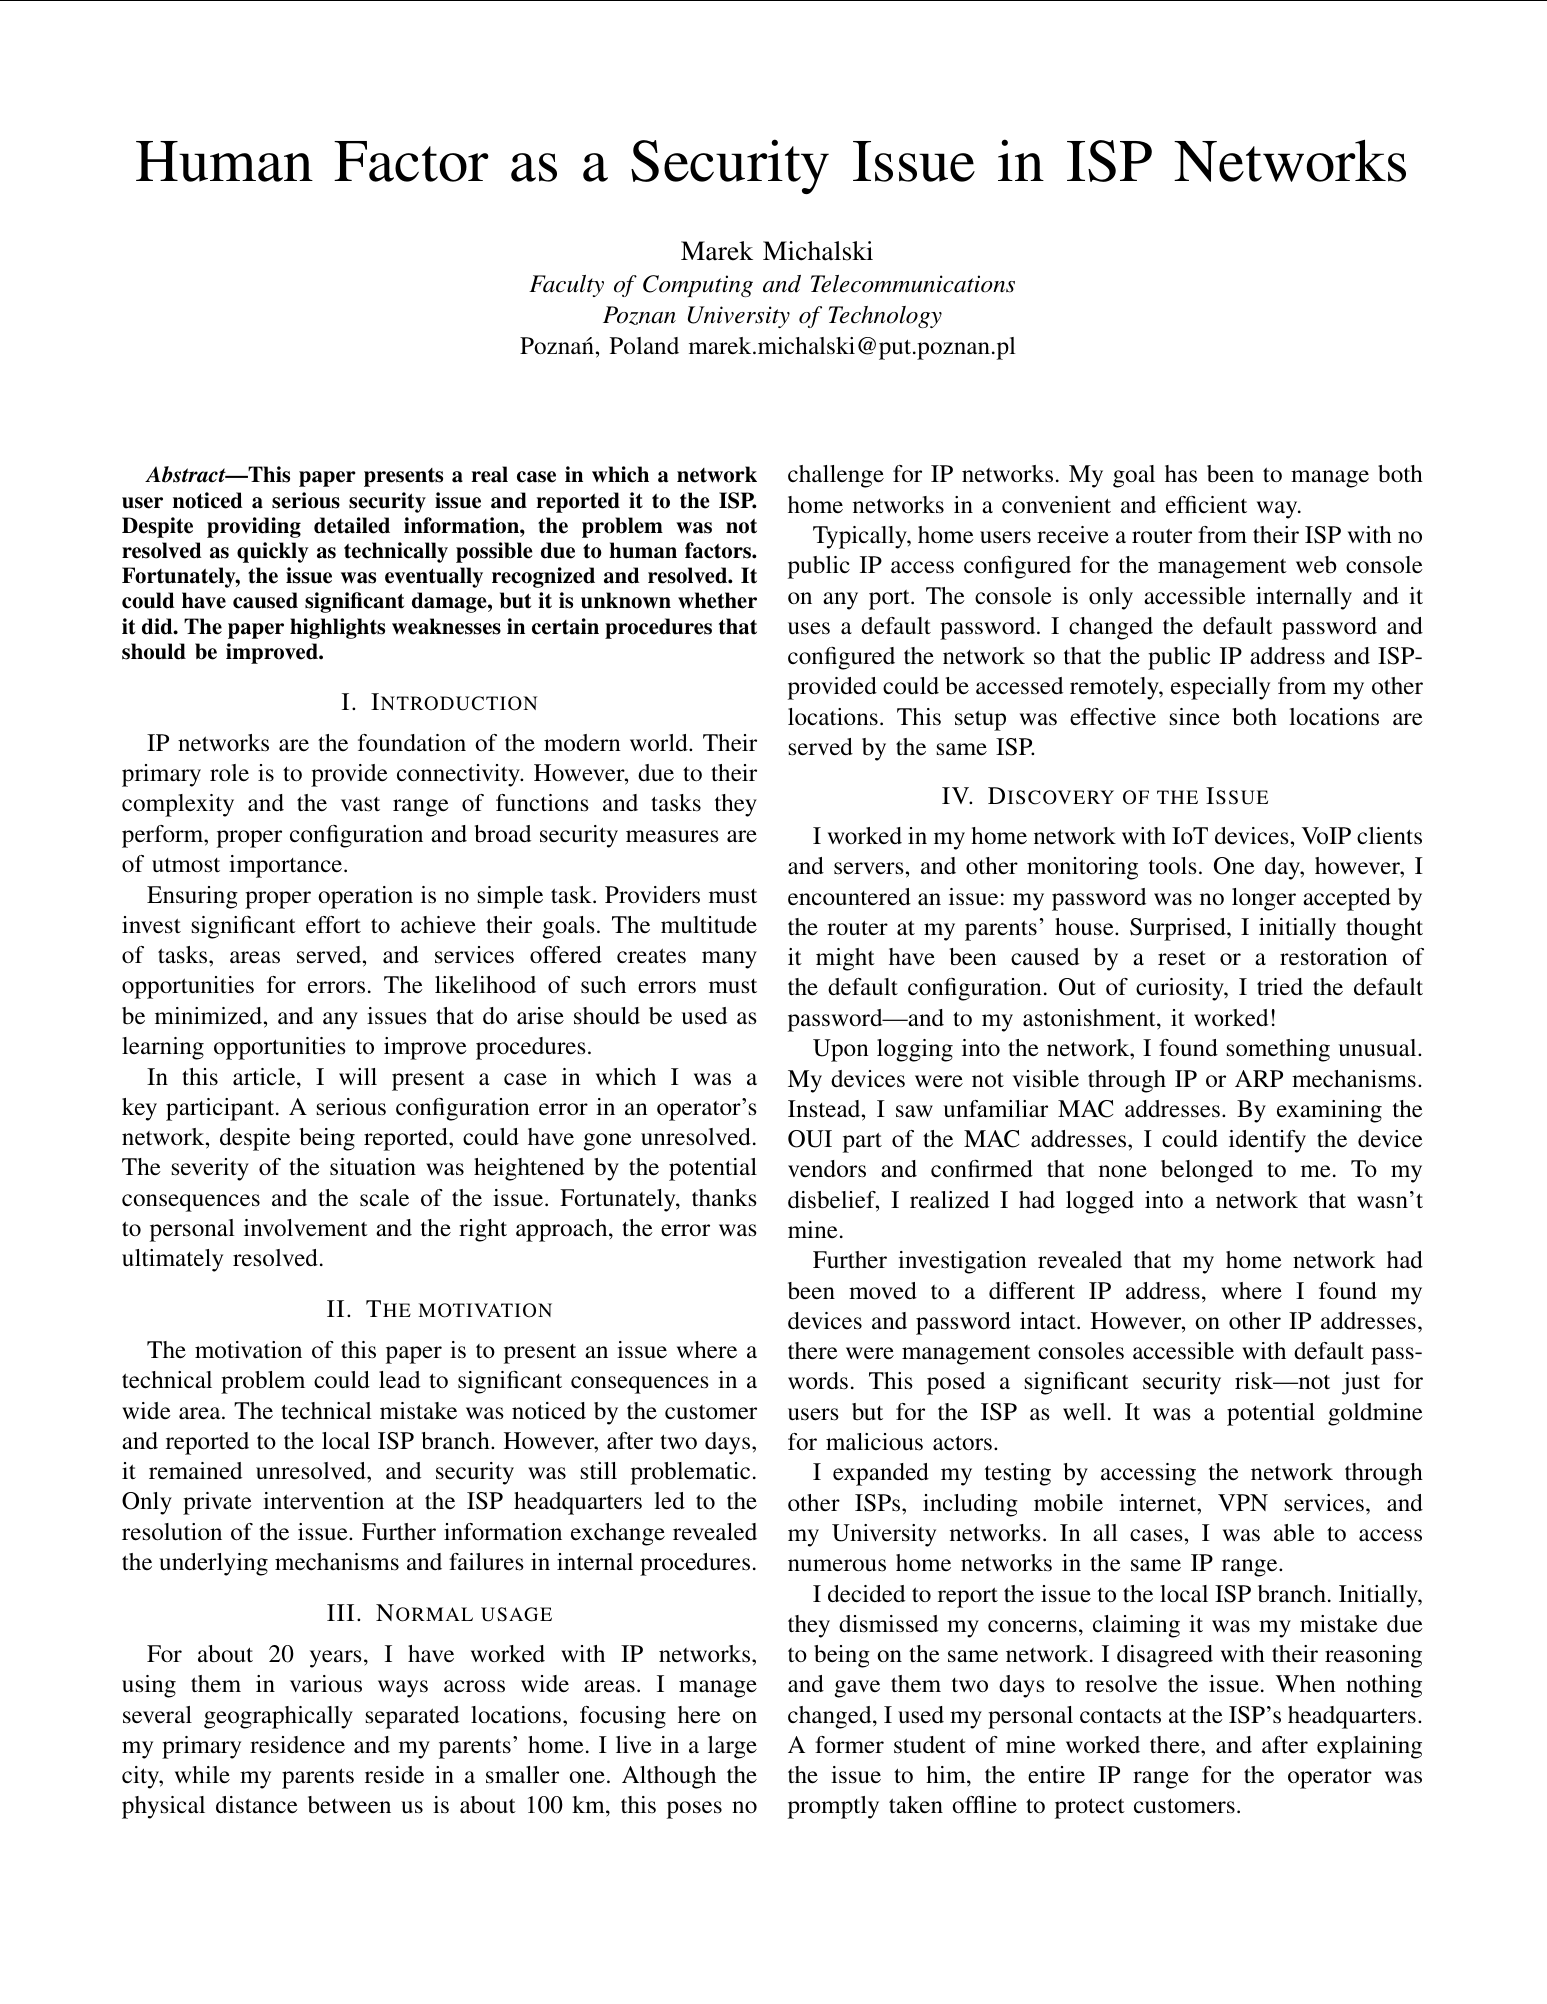 Human Factor as a Security Issue in ISP Networks
Marek Michalski
Faculty of Computing and Telecommunications
Poznan University of Technology
Poznań, Poland marek.michalski@put.poznan.pl
Abstract—This paper presents a real case in which a network
user noticed a serious security issue and reported it to the ISP.
Despite providing detailed information, the problem was not
resolved as quickly as technically possible due to human factors.
Fortunately, the issue was eventually recognized and resolved. It
could have caused significant damage, but it is unknown whether
it did. The paper highlights weaknesses in certain procedures that
should be improved.
I. INTRODUCTION
IP networks are the foundation of the modern world. Their
primary role is to provide connectivity. However, due to their
complexity and the vast range of functions and tasks they
perform, proper configuration and broad security measures are
of utmost importance.
Ensuring proper operation is no simple task. Providers must
invest significant effort to achieve their goals. The multitude
of tasks, areas served, and services offered creates many
opportunities for errors. The likelihood of such errors must
be minimized, and any issues that do arise should be used as
learning opportunities to improve procedures.
In this article, I will present a case in which I was a
key participant. A serious configuration error in an operator's
network, despite being reported, could have gone unresolved.
The severity of the situation was heightened by the potential
consequences and the scale of the issue. Fortunately, thanks
to personal involvement and the right approach, the error was
ultimately resolved.
II. THE MOTIVATION
The motivation of this paper is to present an issue where a
technical problem could lead to significant consequences in a
wide area. The technical mistake was noticed by the customer
and reported to the local ISP branch. However, after two days,
it remained unresolved, and security was still problematic.
Only private intervention at the ISP headquarters led to the
resolution of the issue. Further information exchange revealed
the underlying mechanisms and failures in internal procedures.
III. NORMAL USAGE
For about 20 years, I have worked with IP networks,
using them in various ways across wide areas. I manage
several geographically separated locations, focusing here on
my primary residence and my parents' home. I live in a large
city, while my parents reside in a smaller one. Although the
physical distance between us is about 100 km, this poses no
challenge for IP networks. My goal has been to manage both
home networks in a convenient and efficient way.
Typically, home users receive a router from their ISP with no
public IP access configured for the management web console
on any port. The console is only accessible internally and it
uses a default password. I changed the default password and
configured the network so that the public IP address and ISP-
provided could be accessed remotely, especially from my other
locations. This setup was effective since both locations are
served by the same ISP.
IV. DISCOVERY OF THE ISSUE
I worked in my home network with IoT devices, VoIP clients
and servers, and other monitoring tools. One day, however, I
encountered an issue: my password was no longer accepted by
the router at my parents' house. Surprised, I initially thought
it might have been caused by a reset or a restoration of
the default configuration. Out of curiosity, I tried the default
password—and to my astonishment, it worked!
Upon logging into the network, I found something unusual.
My devices were not visible through IP or ARP mechanisms.
Instead, I saw unfamiliar MAC addresses. By examining the
OUI part of the MAC addresses, I could identify the device
vendors and confirmed that none belonged to me. To my
disbelief, I realized I had logged into a network that wasn't
mine.
Further investigation revealed that my home network had
been moved to a different IP address, where I found my
devices and password intact. However, on other IP addresses,
there were management consoles accessible with default pass-
words. This posed a significant security risk—not just for
users but for the ISP as well. It was a potential goldmine
for malicious actors.
I expanded my testing by accessing the network through
other ISPs, including mobile internet, VPN services, and
my University networks. In all cases, I was able to access
numerous home networks in the same IP range.
I decided to report the issue to the local ISP branch. Initially,
they dismissed my concerns, claiming it was my mistake due
to being on the same network. I disagreed with their reasoning
and gave them two days to resolve the issue. When nothing
changed, I used my personal contacts at the ISP's headquarters.
A former student of mine worked there, and after explaining
the issue to him, the entire IP range for the operator was
promptly taken offline to protect customers.